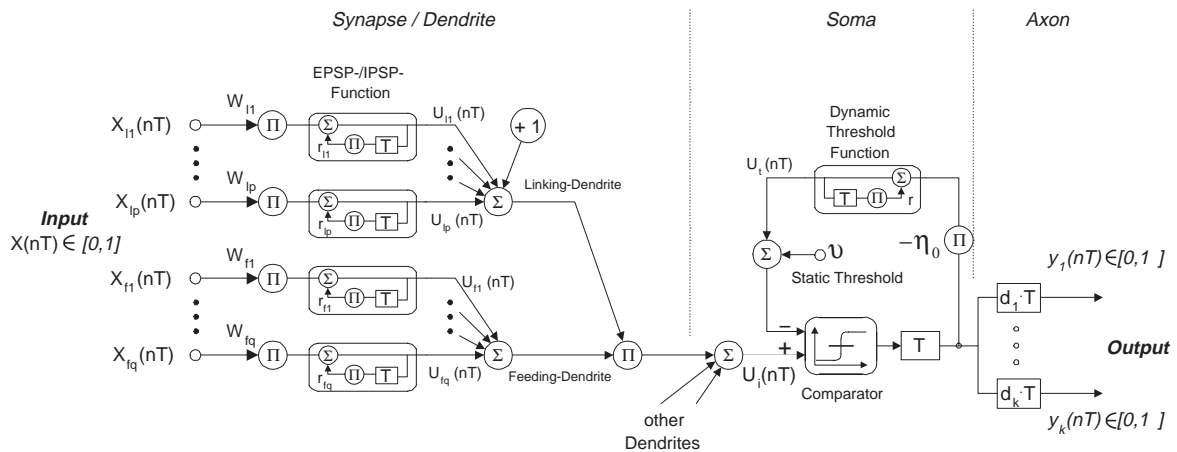 Synapse / Dendrite
Soma
Axon
EPSP-/IPSP-
Function
W_l1
X_l1(nT)
Π
Σ
r_l1
Π
T
U_l1(nT)
+ 1
W_lp
X_lp(nT)
Π
Σ
r_lp
Π
T
U_lp(nT)
Σ
Linking-Dendrite
Input
X(nT) ∈ [0,1]
W_f1
X_f1(nT)
Π
Σ
r_f1
Π
T
U_f1(nT)
W_fq
X_fq(nT)
Π
Σ
r_fq
Π
T
U_fq(nT)
Σ
Feeding-Dendrite
Π
Σ
other
Dendrites
U_i(nT)
Dynamic
Threshold
Function
U_t(nT)
T
Π
Σ
r
−η_0
Π
Σ
υ
Static Threshold
−
+
Comparator
T
y_1(nT)∈[0,1 ]
d_1·T
Output
d_k·T
y_k(nT)∈[0,1 ]